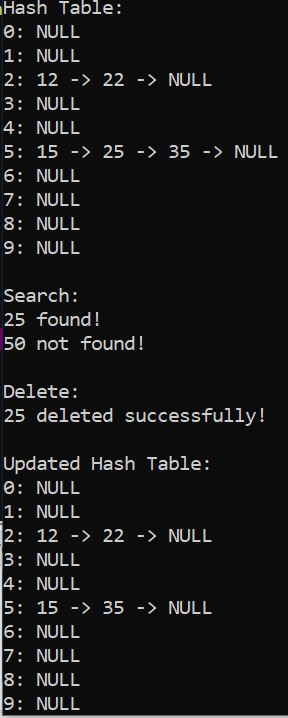 Hash Table:
0: NULL
1: NULL
2: 12 -> 22 -> NULL
3: NULL
4: NULL
5: 15 -> 25 -> 35 -> NULL
6: NULL
7: NULL
8: NULL
9: NULL

Search:
25 found!
50 not found!

Delete:
25 deleted successfully!

Updated Hash Table:
0: NULL
1: NULL
2: 12 -> 22 -> NULL
3: NULL
4: NULL
5: 15 -> 35 -> NULL
6: NULL
7: NULL
8: NULL
9: NULL